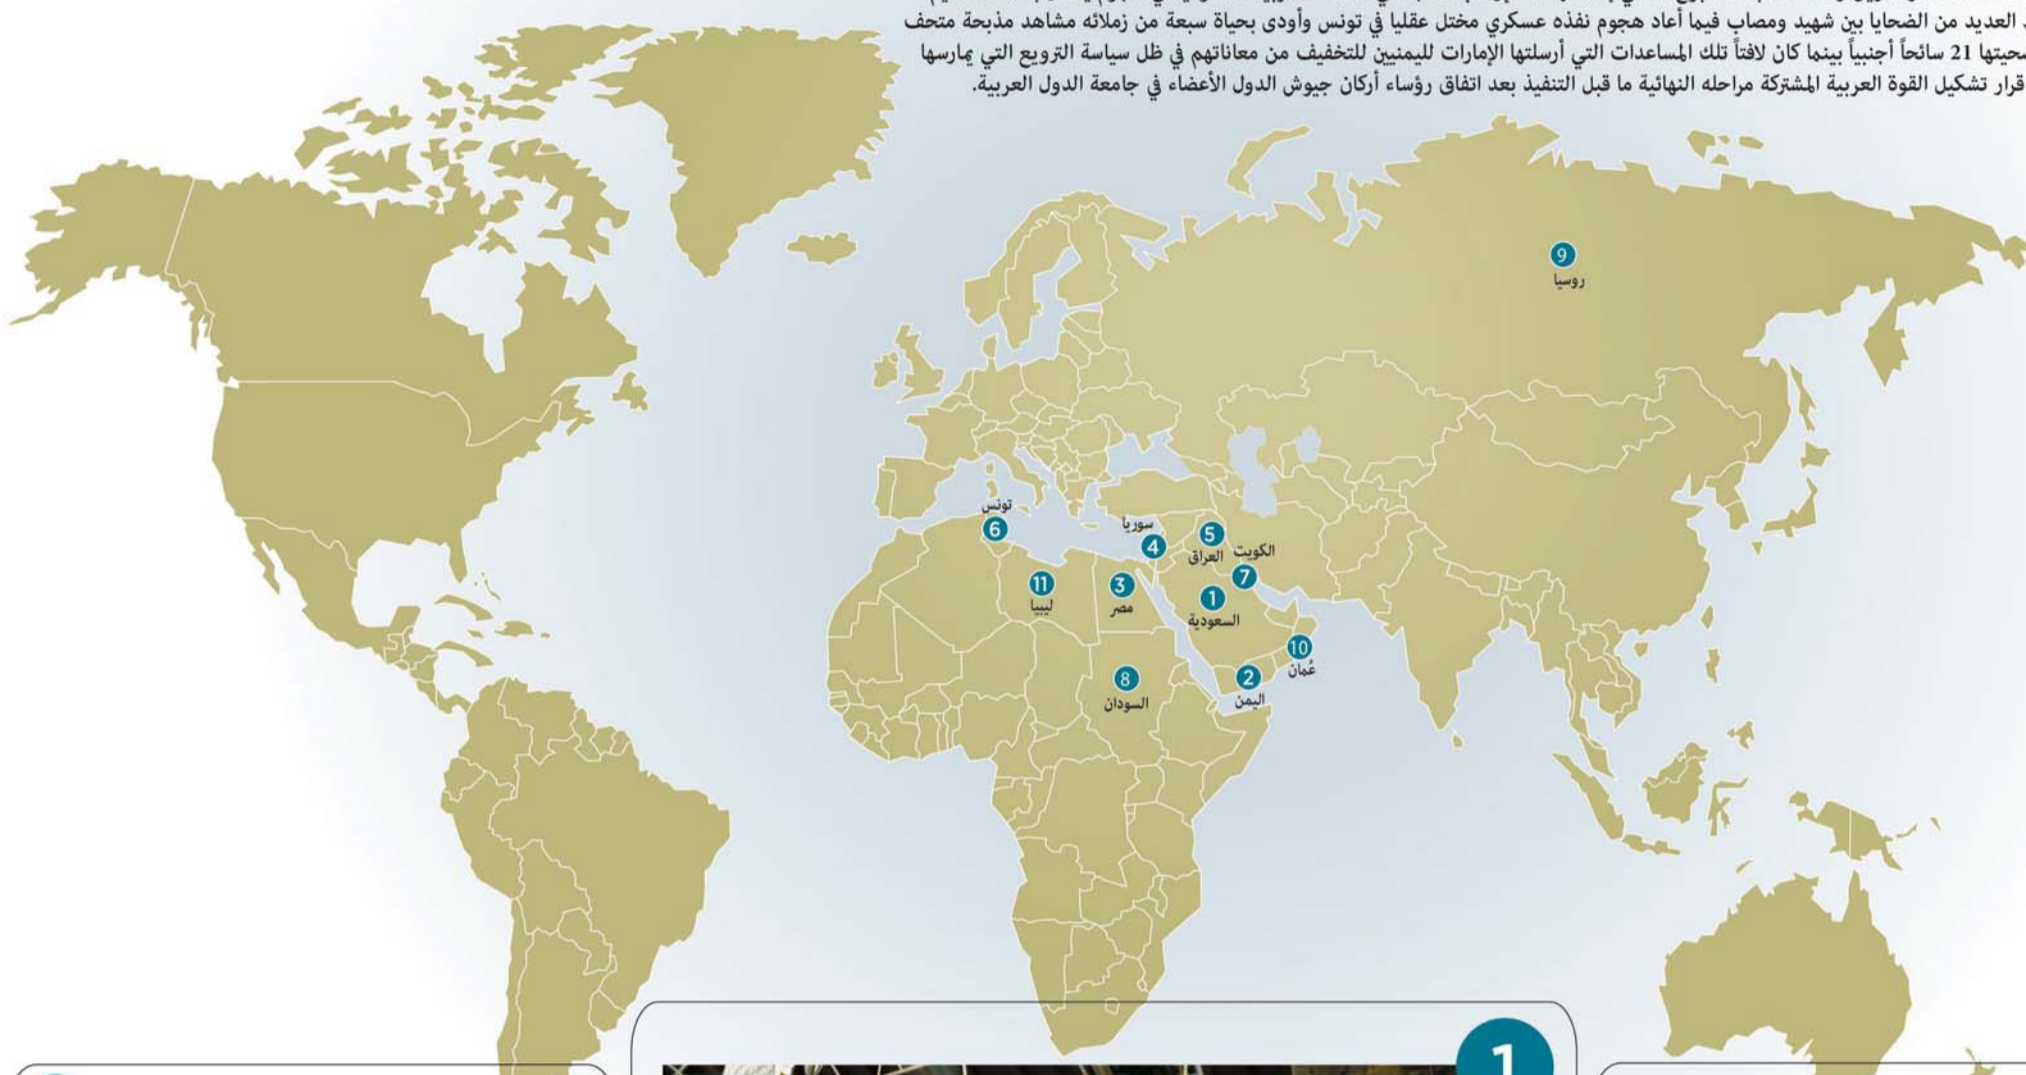 العديد من الضحايا بين شهيد ومصاب فيما أعاد هجوم نفذه عسكري مختل عقليا في تونس وأودى بحياة سبعة من زملائه مشاهد مذبحة متحف
21 سائحاً أجنبياً بينما كان لافتاً تلك المساعدات التي أرسلتها الإمارات لليمنيين للتخفيف من معاناتهم في ظل سياسة الترويع التي يمارسها
قرار تشكيل القوة العربية المشتركة مراحله النهائية ما قبل التنفيذ بعد اتفاق رؤساء أركان جيوش الدول الأعضاء في جامعة الدول العربية.
9
روسيا
تونس
6
سوريا
4
5
العراق
الكويت
7
11
ليبيا
3
مصر
1
السعودية
10
عُمان
8
السودان
2
اليمن
1